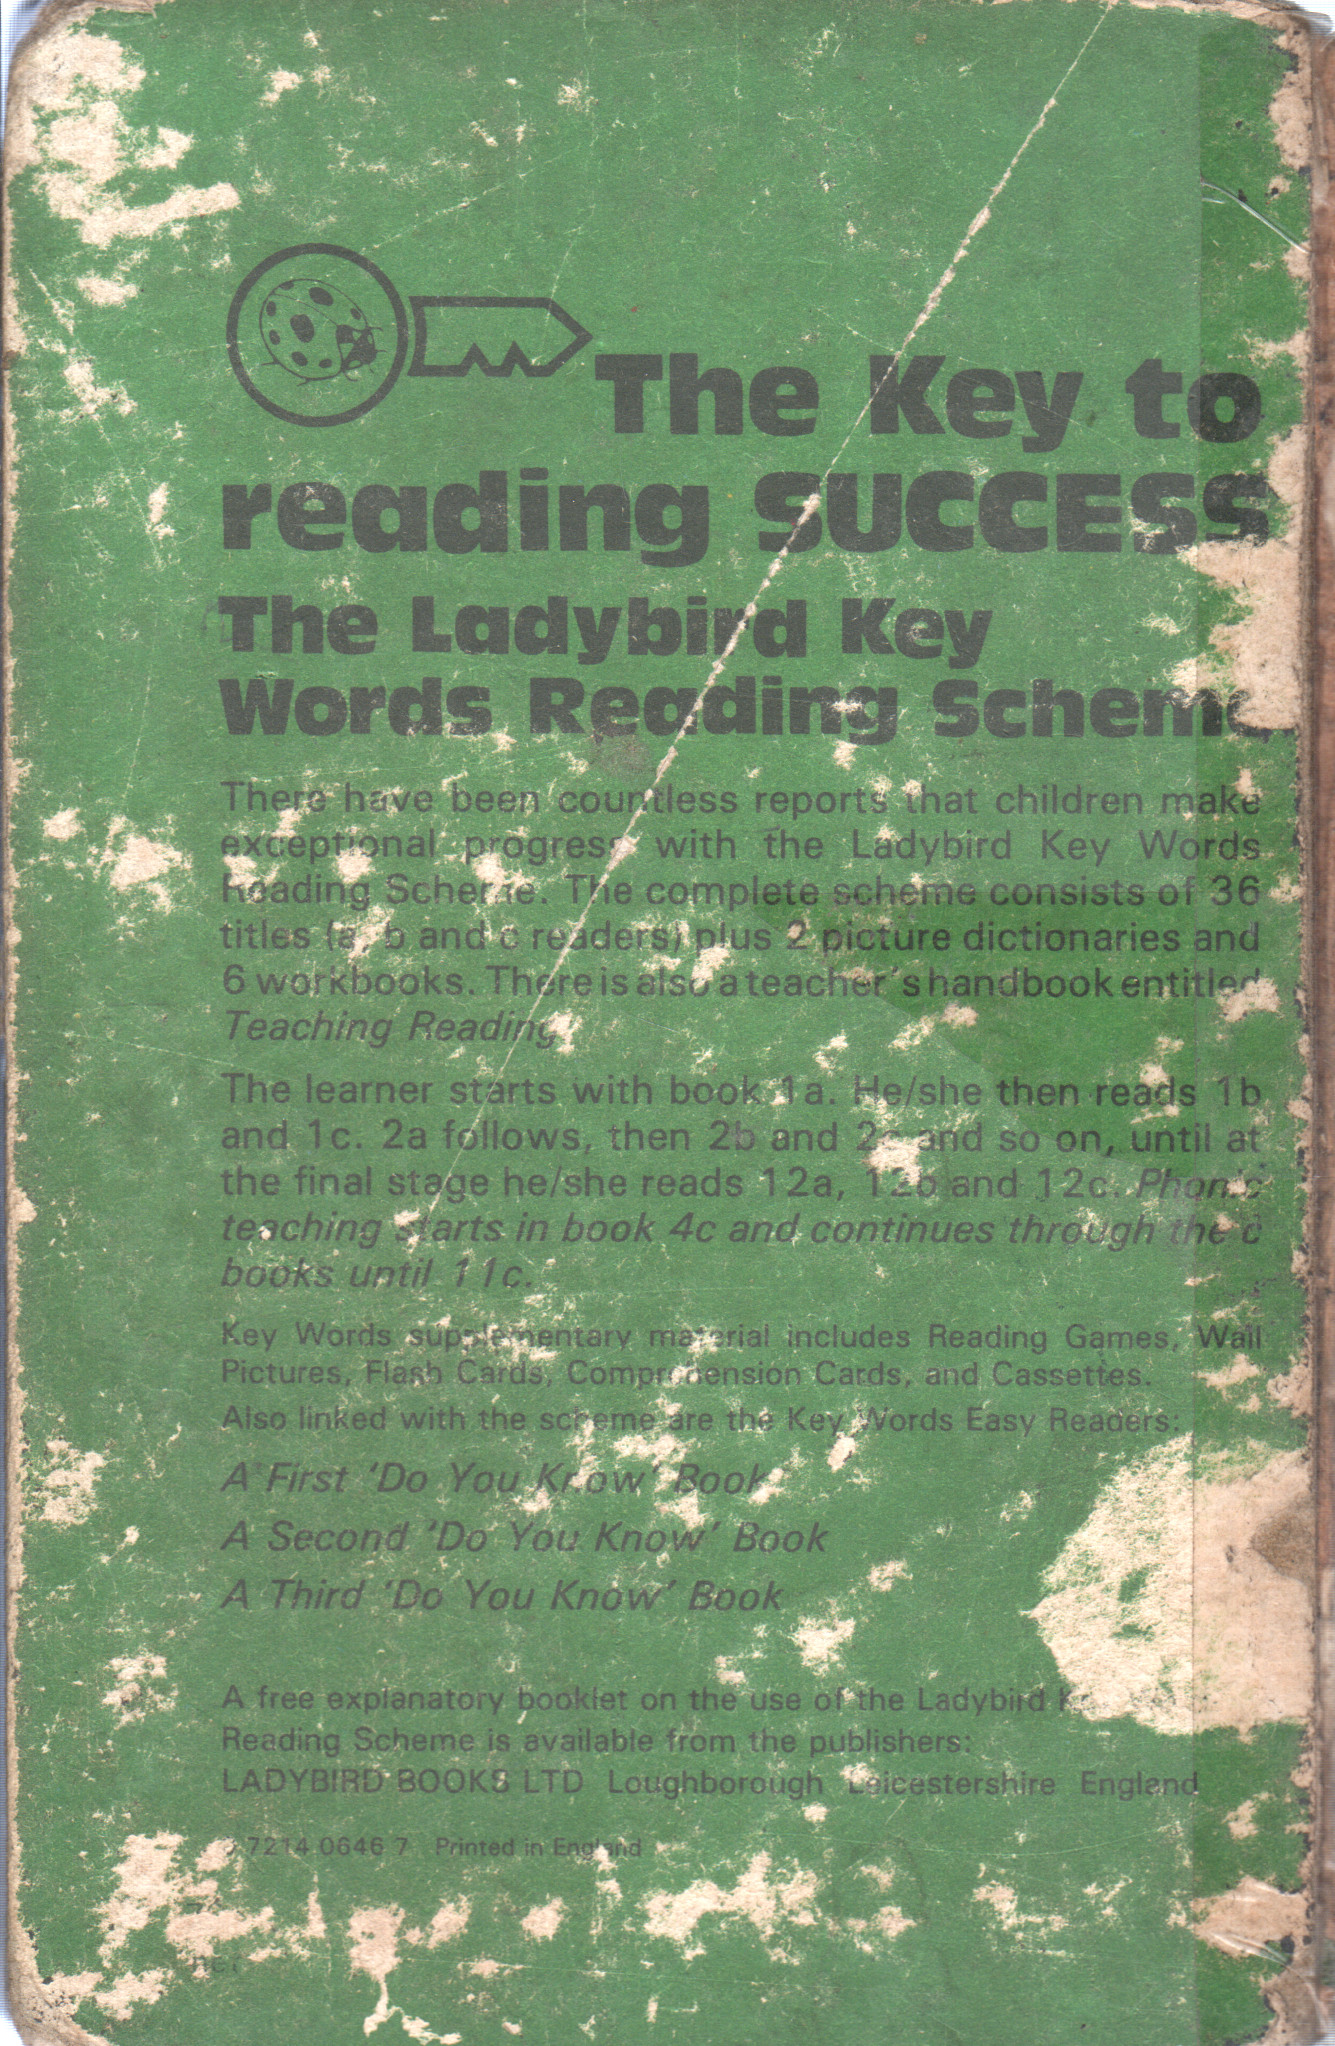 The Key to
reading SUCCESS
The Ladybird Key
Words Reading Scheme
There have been countless reports that children make
exceptional progress with the Ladybird Key Words
Reading Scheme. The complete scheme consists of 36
titles (a, b and c readers) plus 2 picture dictionaries and
6 workbooks. There is also a teacher's handbook entitled
Teaching Reading.
The learner starts with book 1a. He/she then reads 1b
and 1c. 2a follows, then 2b and 2c and so on, until at
the final stage he/she reads 12a, 12b and 12c. Phonic
teaching starts in book 4c and continues through the c
books until 11c.
Key Words supplementary material includes Reading Games, Wall
Pictures, Flash Cards, Comprehension Cards, and Cassettes.
Also linked with the scheme are the Key Words Easy Readers:
A First 'Do You Know' Book
A Second 'Do You Know' Book
A Third 'Do You Know' Book
A free explanatory booklet on the use of the Ladybird
Reading Scheme is available from the publishers:
LADYBIRD BOOKS LTD Loughborough Leicestershire England
7214 0646 7 Printed in England